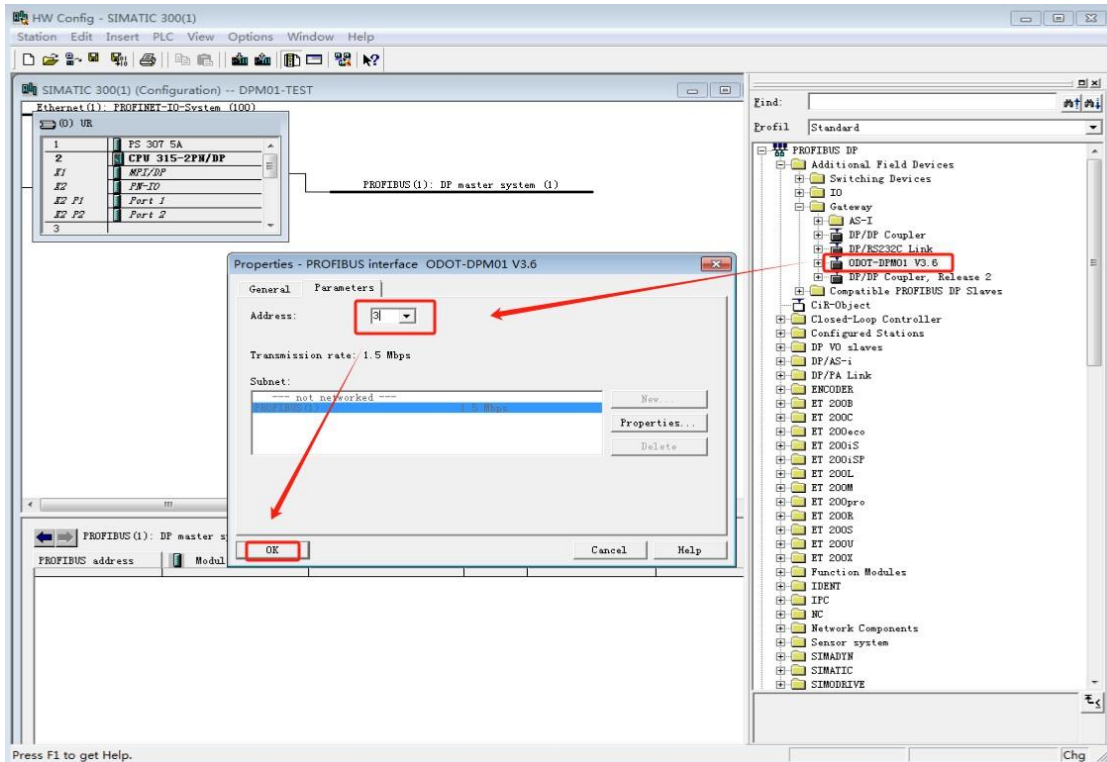 HW Config - SIMATIC 300(1)
Station Edit Insert PLC View Options Window Help
SIMATIC 300(1) (Configuration) -- DPM01-TEST
Ethernet(1): PROFINET-IO-System (100)
(0) UR
1 PS 307 5A
2 CPU 315-2PN/DP
X1 MPI/DP
X2 PN-IO
X2 P1 Port 1
X2 P2 Port 2
3
PROFIBUS(1): DP master system (1)
Properties - PROFIBUS interface ODOT-DPM01 V3.6
General Parameters
Address: 3
Transmission rate: 1.5 Mbps
Subnet:
--- not networked ---
PROFIBUS(1) 1.5 Mbps
New...
Properties...
Delete
OK Cancel Help
PROFIBUS(1): DP master s
PROFIBUS address Modul
Find:
Profil Standard
PROFIBUS DP
Additional Field Devices
Switching Devices
IO
Gateway
AS-I
DP/DP Coupler
DP/RS232C Link
ODOT-DPM01 V3.6
DP/DP Coupler, Release 2
Compatible PROFIBUS DP Slaves
CiR-Object
Closed-Loop Controller
Configured Stations
DP V0 slaves
DP/AS-i
DP/PA Link
ENCODER
ET 200B
ET 200C
ET 200eco
ET 200iS
ET 200iSP
ET 200L
ET 200M
ET 200pro
ET 200R
ET 200S
ET 200U
ET 200X
Function Modules
IDENT
IPC
NC
Network Components
Sensor system
SIMADYN
SIMATIC
SIMODRIVE
Press F1 to get Help.
Chg